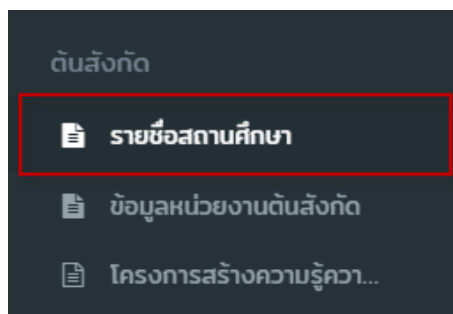 ต้นสังกัด
รายชื่อสถานศึกษา
ข้อมูลหน่วยงานต้นสังกัด
โครงการสร้างความรู้ควา...